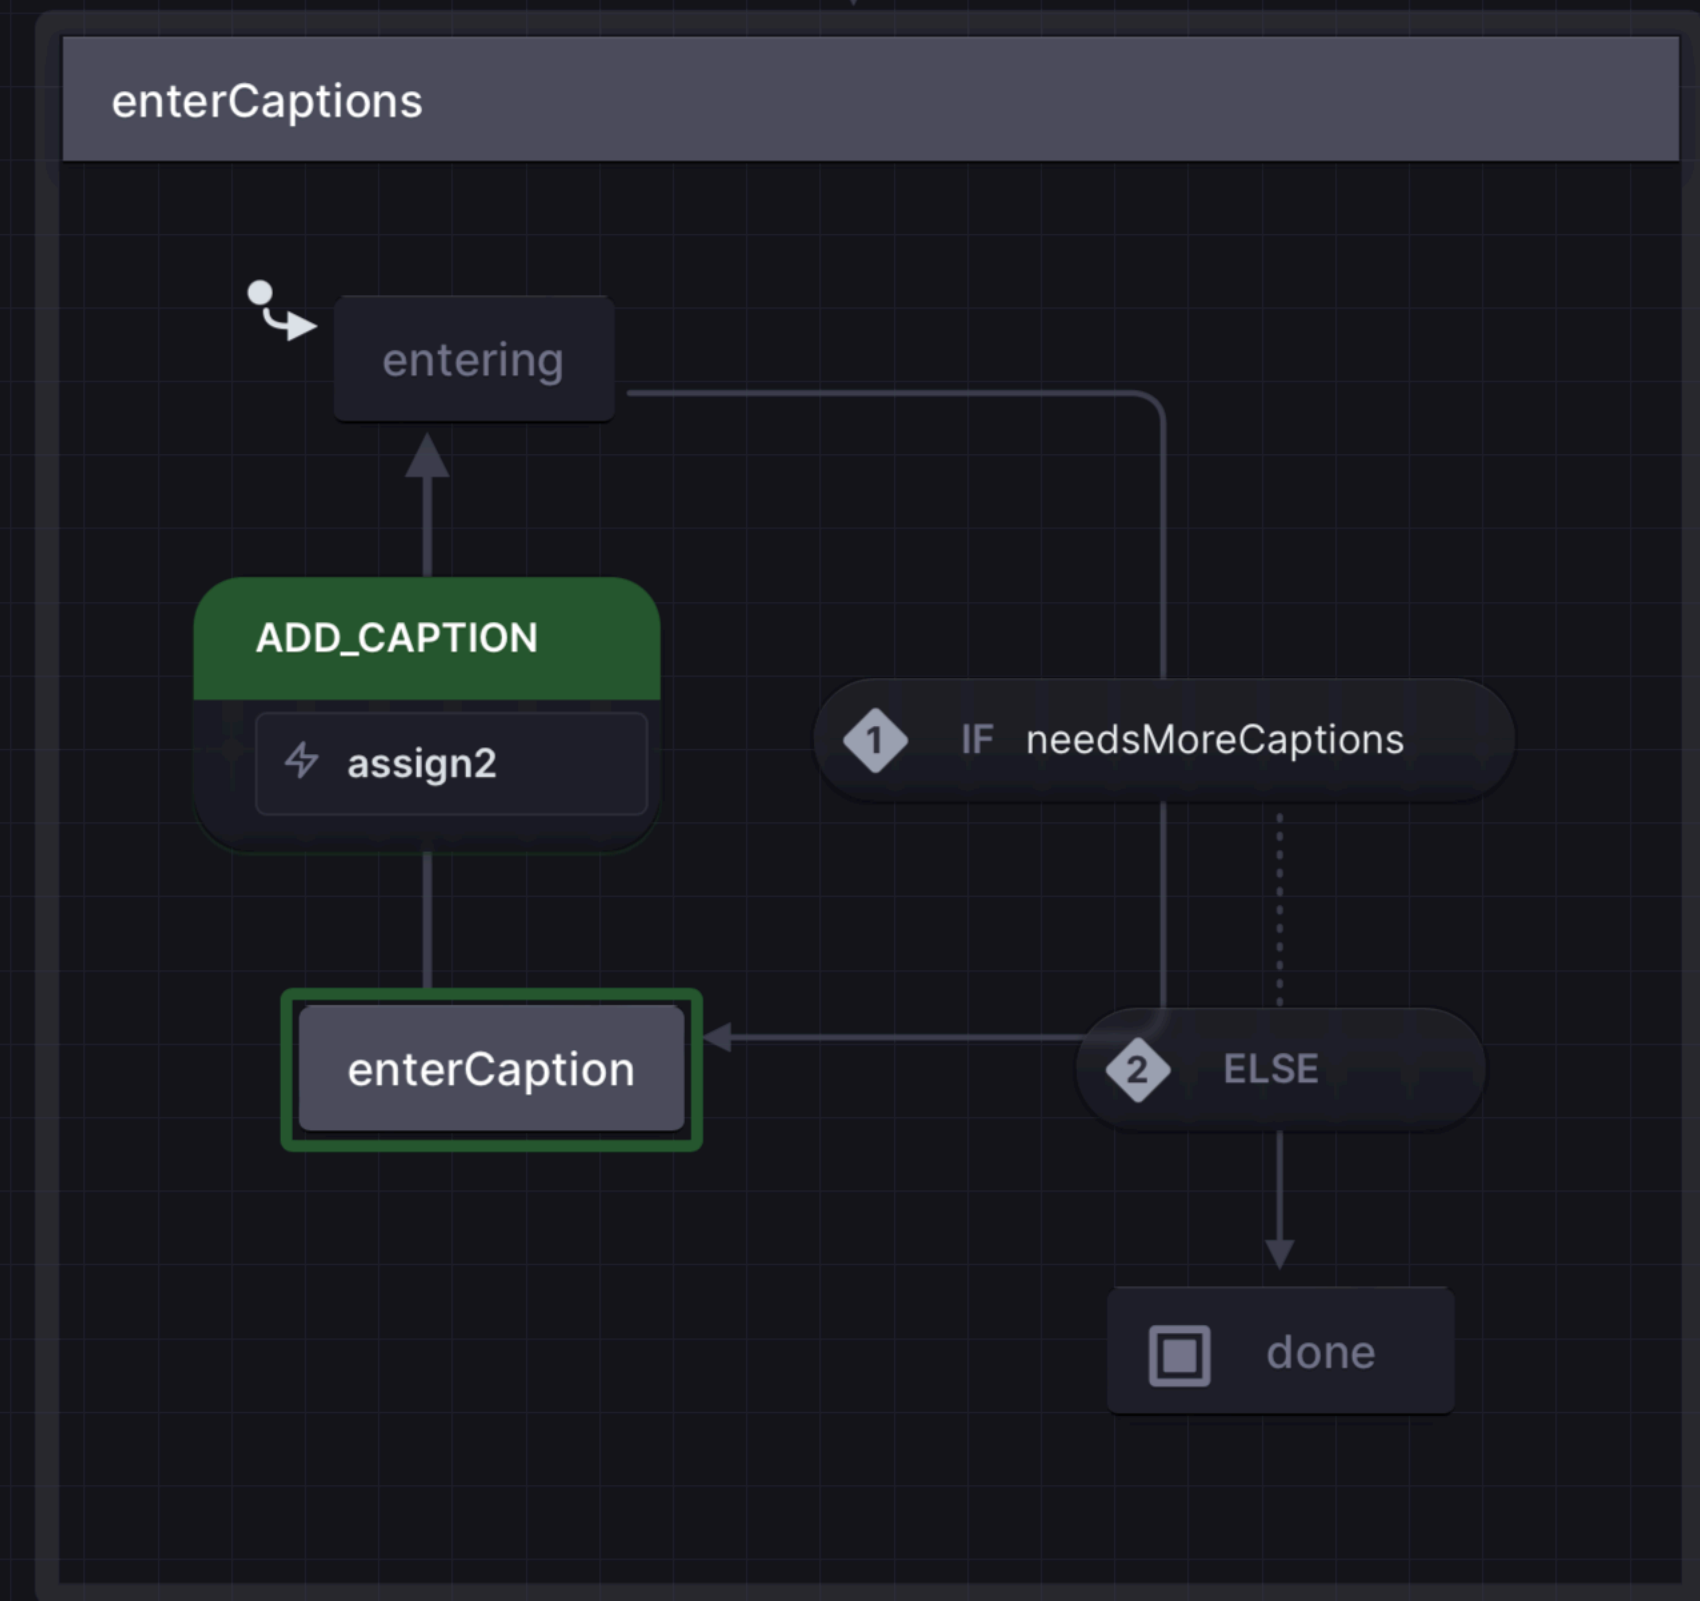 enterCaptions
entering
ADD_CAPTION
assign2
1 IF needsMoreCaptions
enterCaption
2 ELSE
done